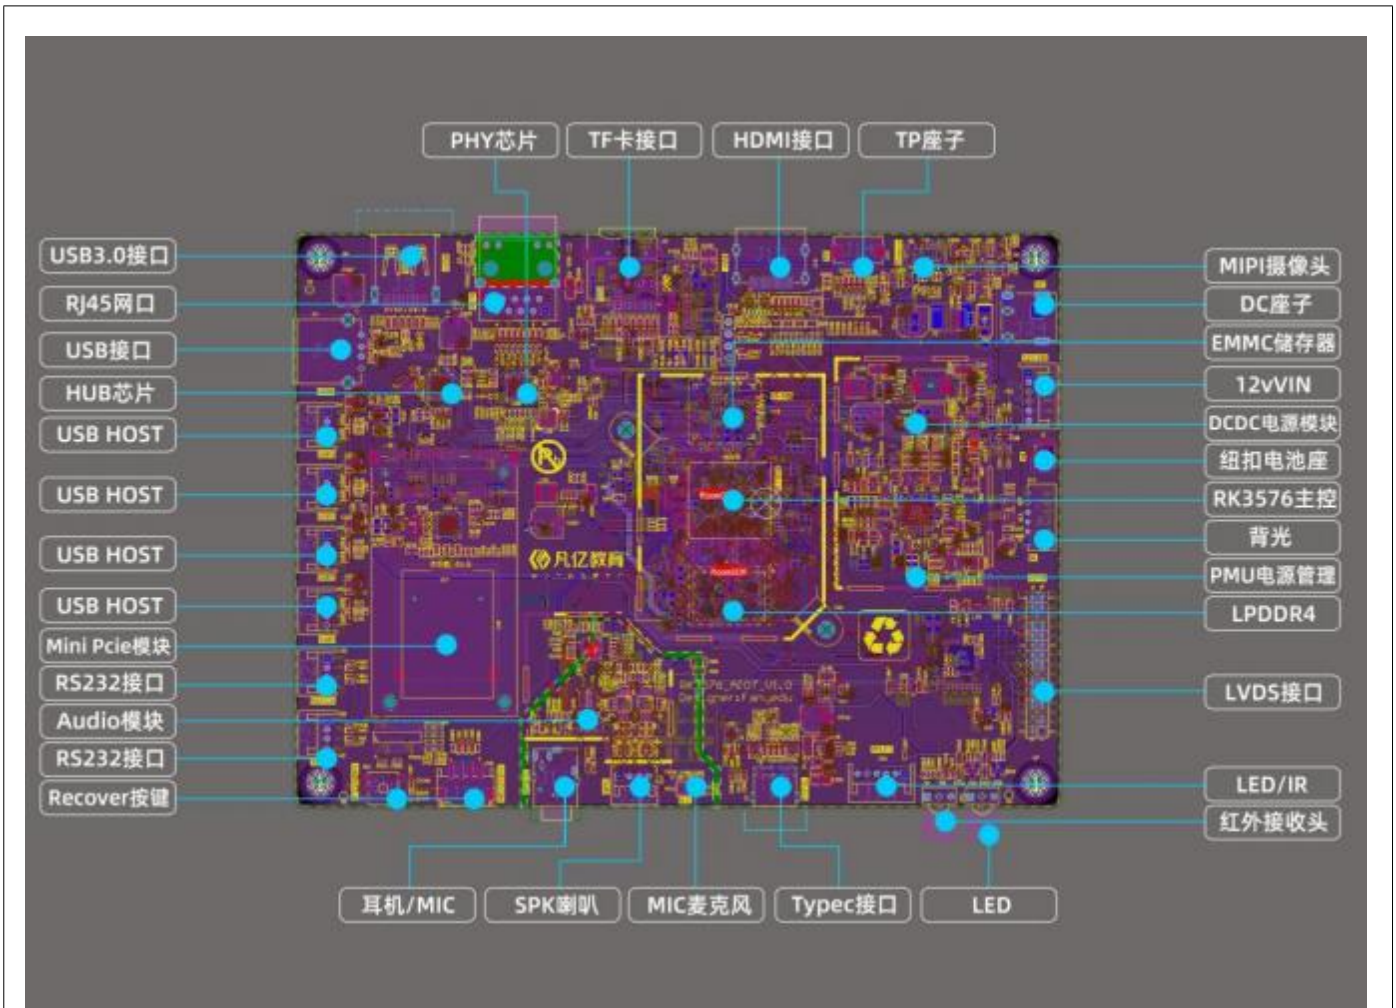 PHY芯片
TF卡接口
HDMI接口
TP座子
USB3.0接口
RJ45网口
USB接口
HUB芯片
USB HOST
USB HOST
USB HOST
USB HOST
Mini Pcie模块
RS232接口
Audio模块
RS232接口
Recover按键
MIPI摄像头
DC座子
EMMC储存器
12vVIN
DCDC电源模块
纽扣电池座
RK3576主控
背光
PMU电源管理
LPDDR4
LVDS接口
LED/IR
红外接收头
凡亿教育
耳机/MIC
SPK喇叭
MIC麦克风
Typec接口
LED